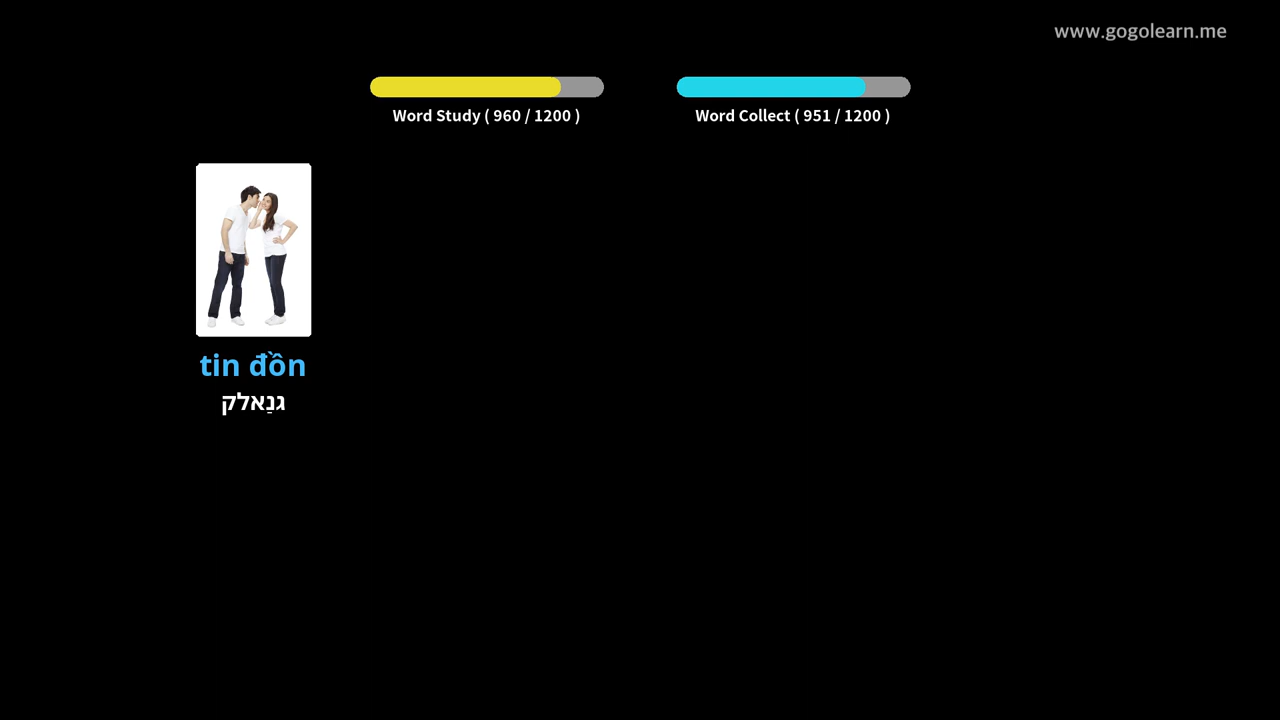 www.gogolearn.me
Word Study ( 960 / 1200 )
Word Collect ( 951 / 1200 )
tin đồn
גנַאלק